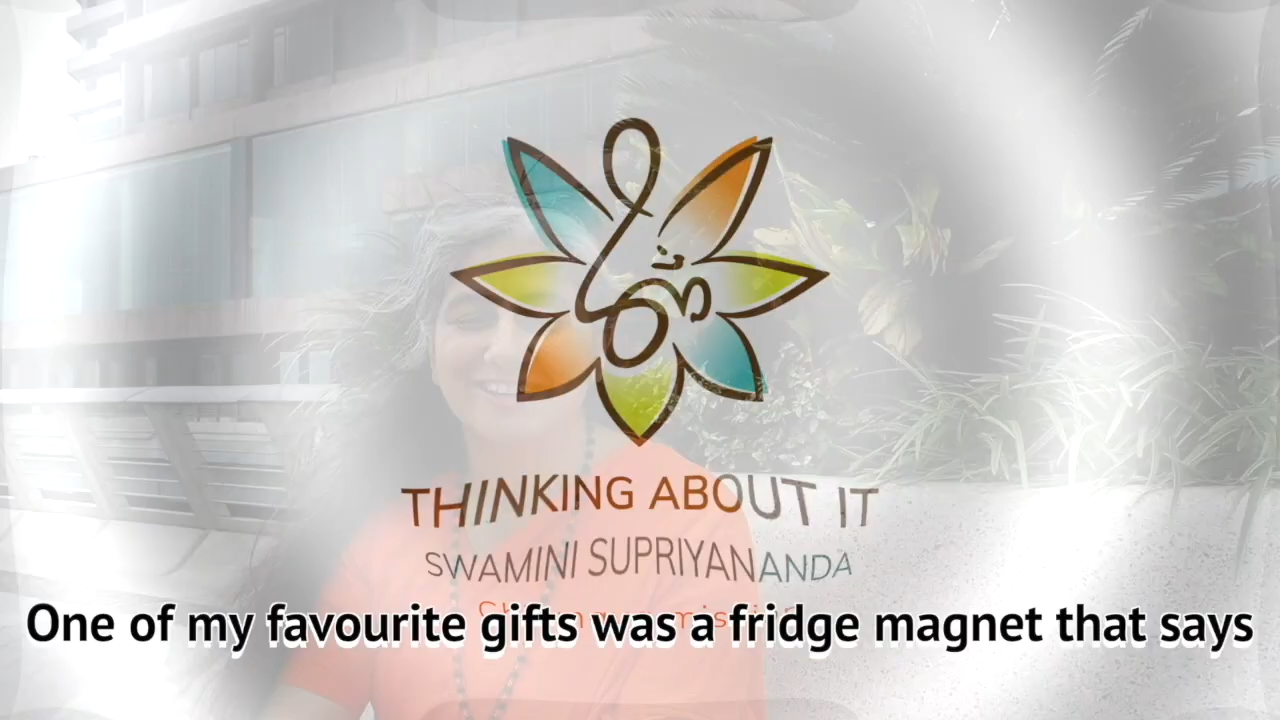 THINKING ABOUT IT
SWAMINI SUPRIYANANDA
One of my favourite gifts was a fridge magnet that says